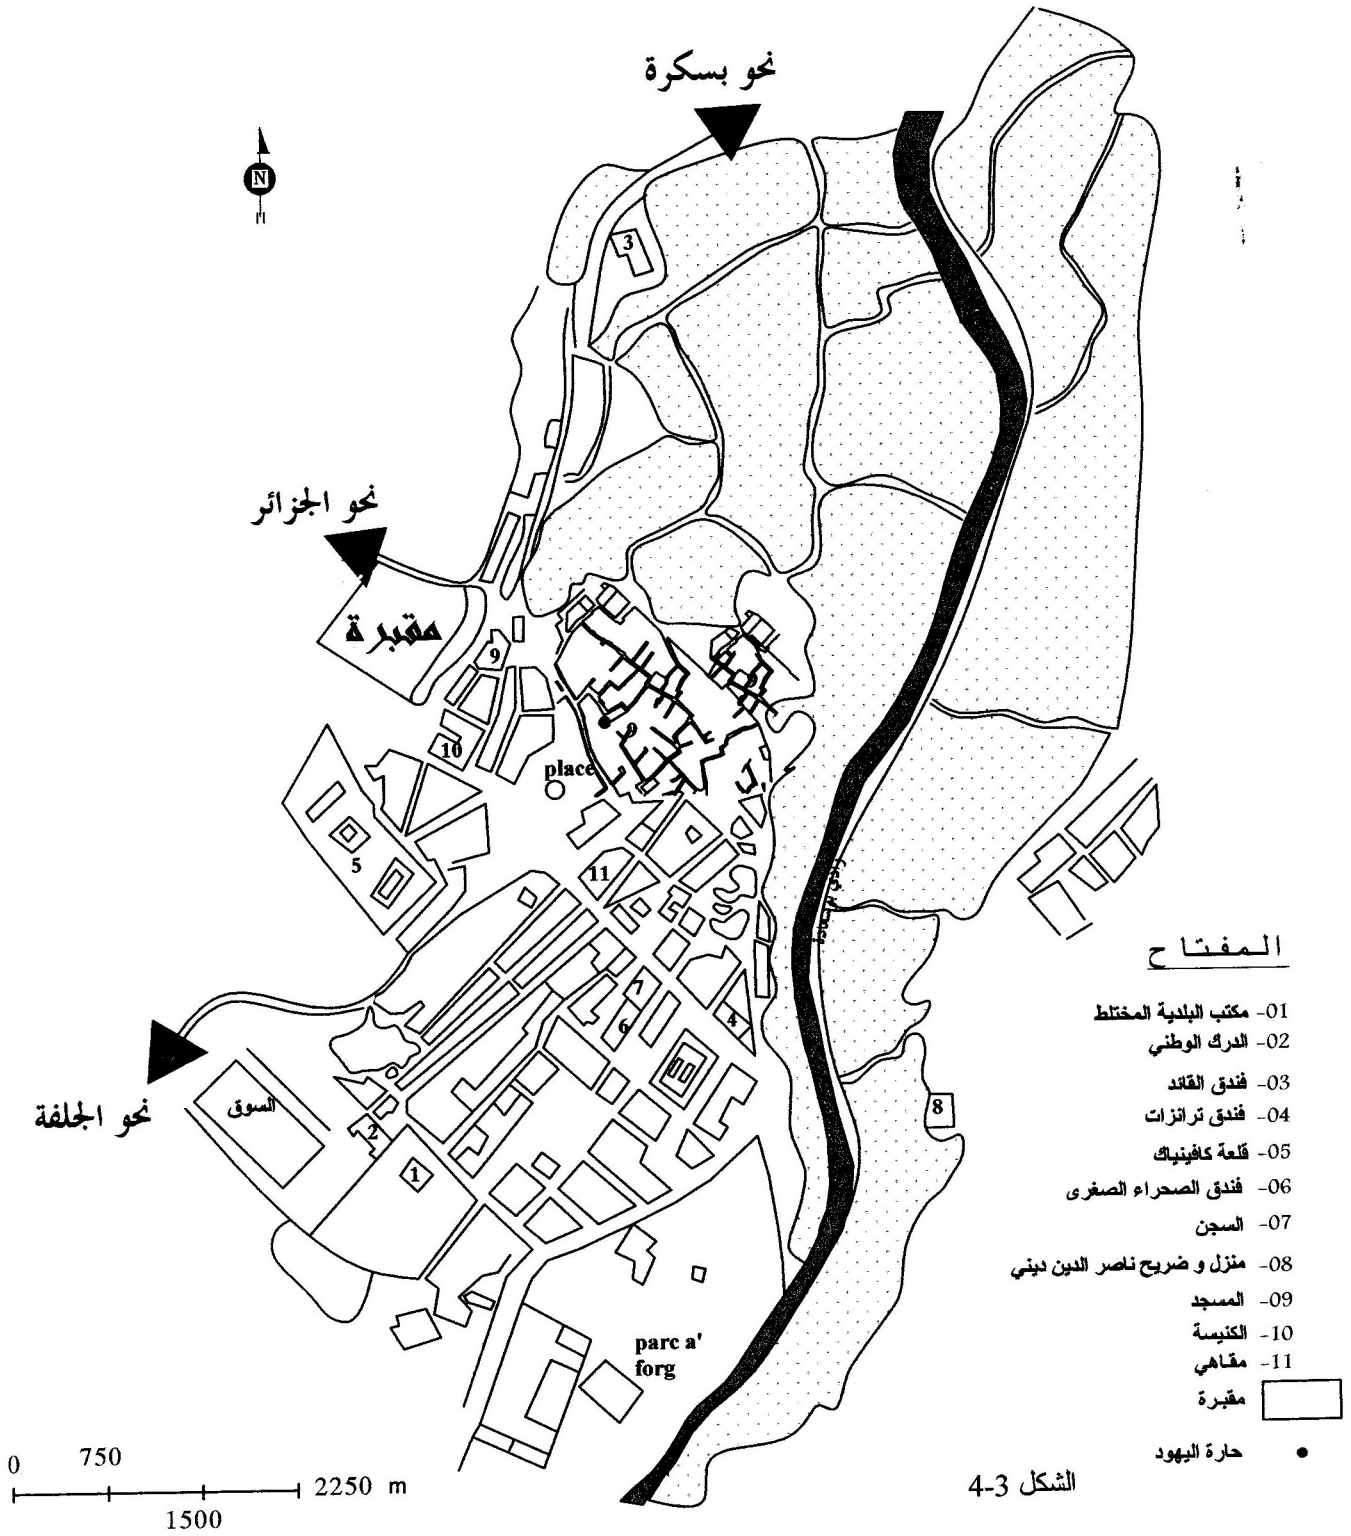 نحو بسكرة
N
3
نحو الجزائر
مقبرة
9
9
10
place
5
11
7
6
4
وادي بوسعادة
نحو الجلفة
السوق
2
1
8
parc a'
forg
المفتاح
01- مكتب البلدية المختلط
02- الدرك الوطني
03- فندق القائد
04- فندق ترانزات
05- قلعة كافينياك
06- فندق الصحراء الصغرى
07- السجن
08- منزل و ضريح ناصر الدين ديني
09- المسجد
10- الكنيسة
11- مقاهي
مقبرة
حارة اليهود
الشكل 3-4
0 750 1500 2250 m